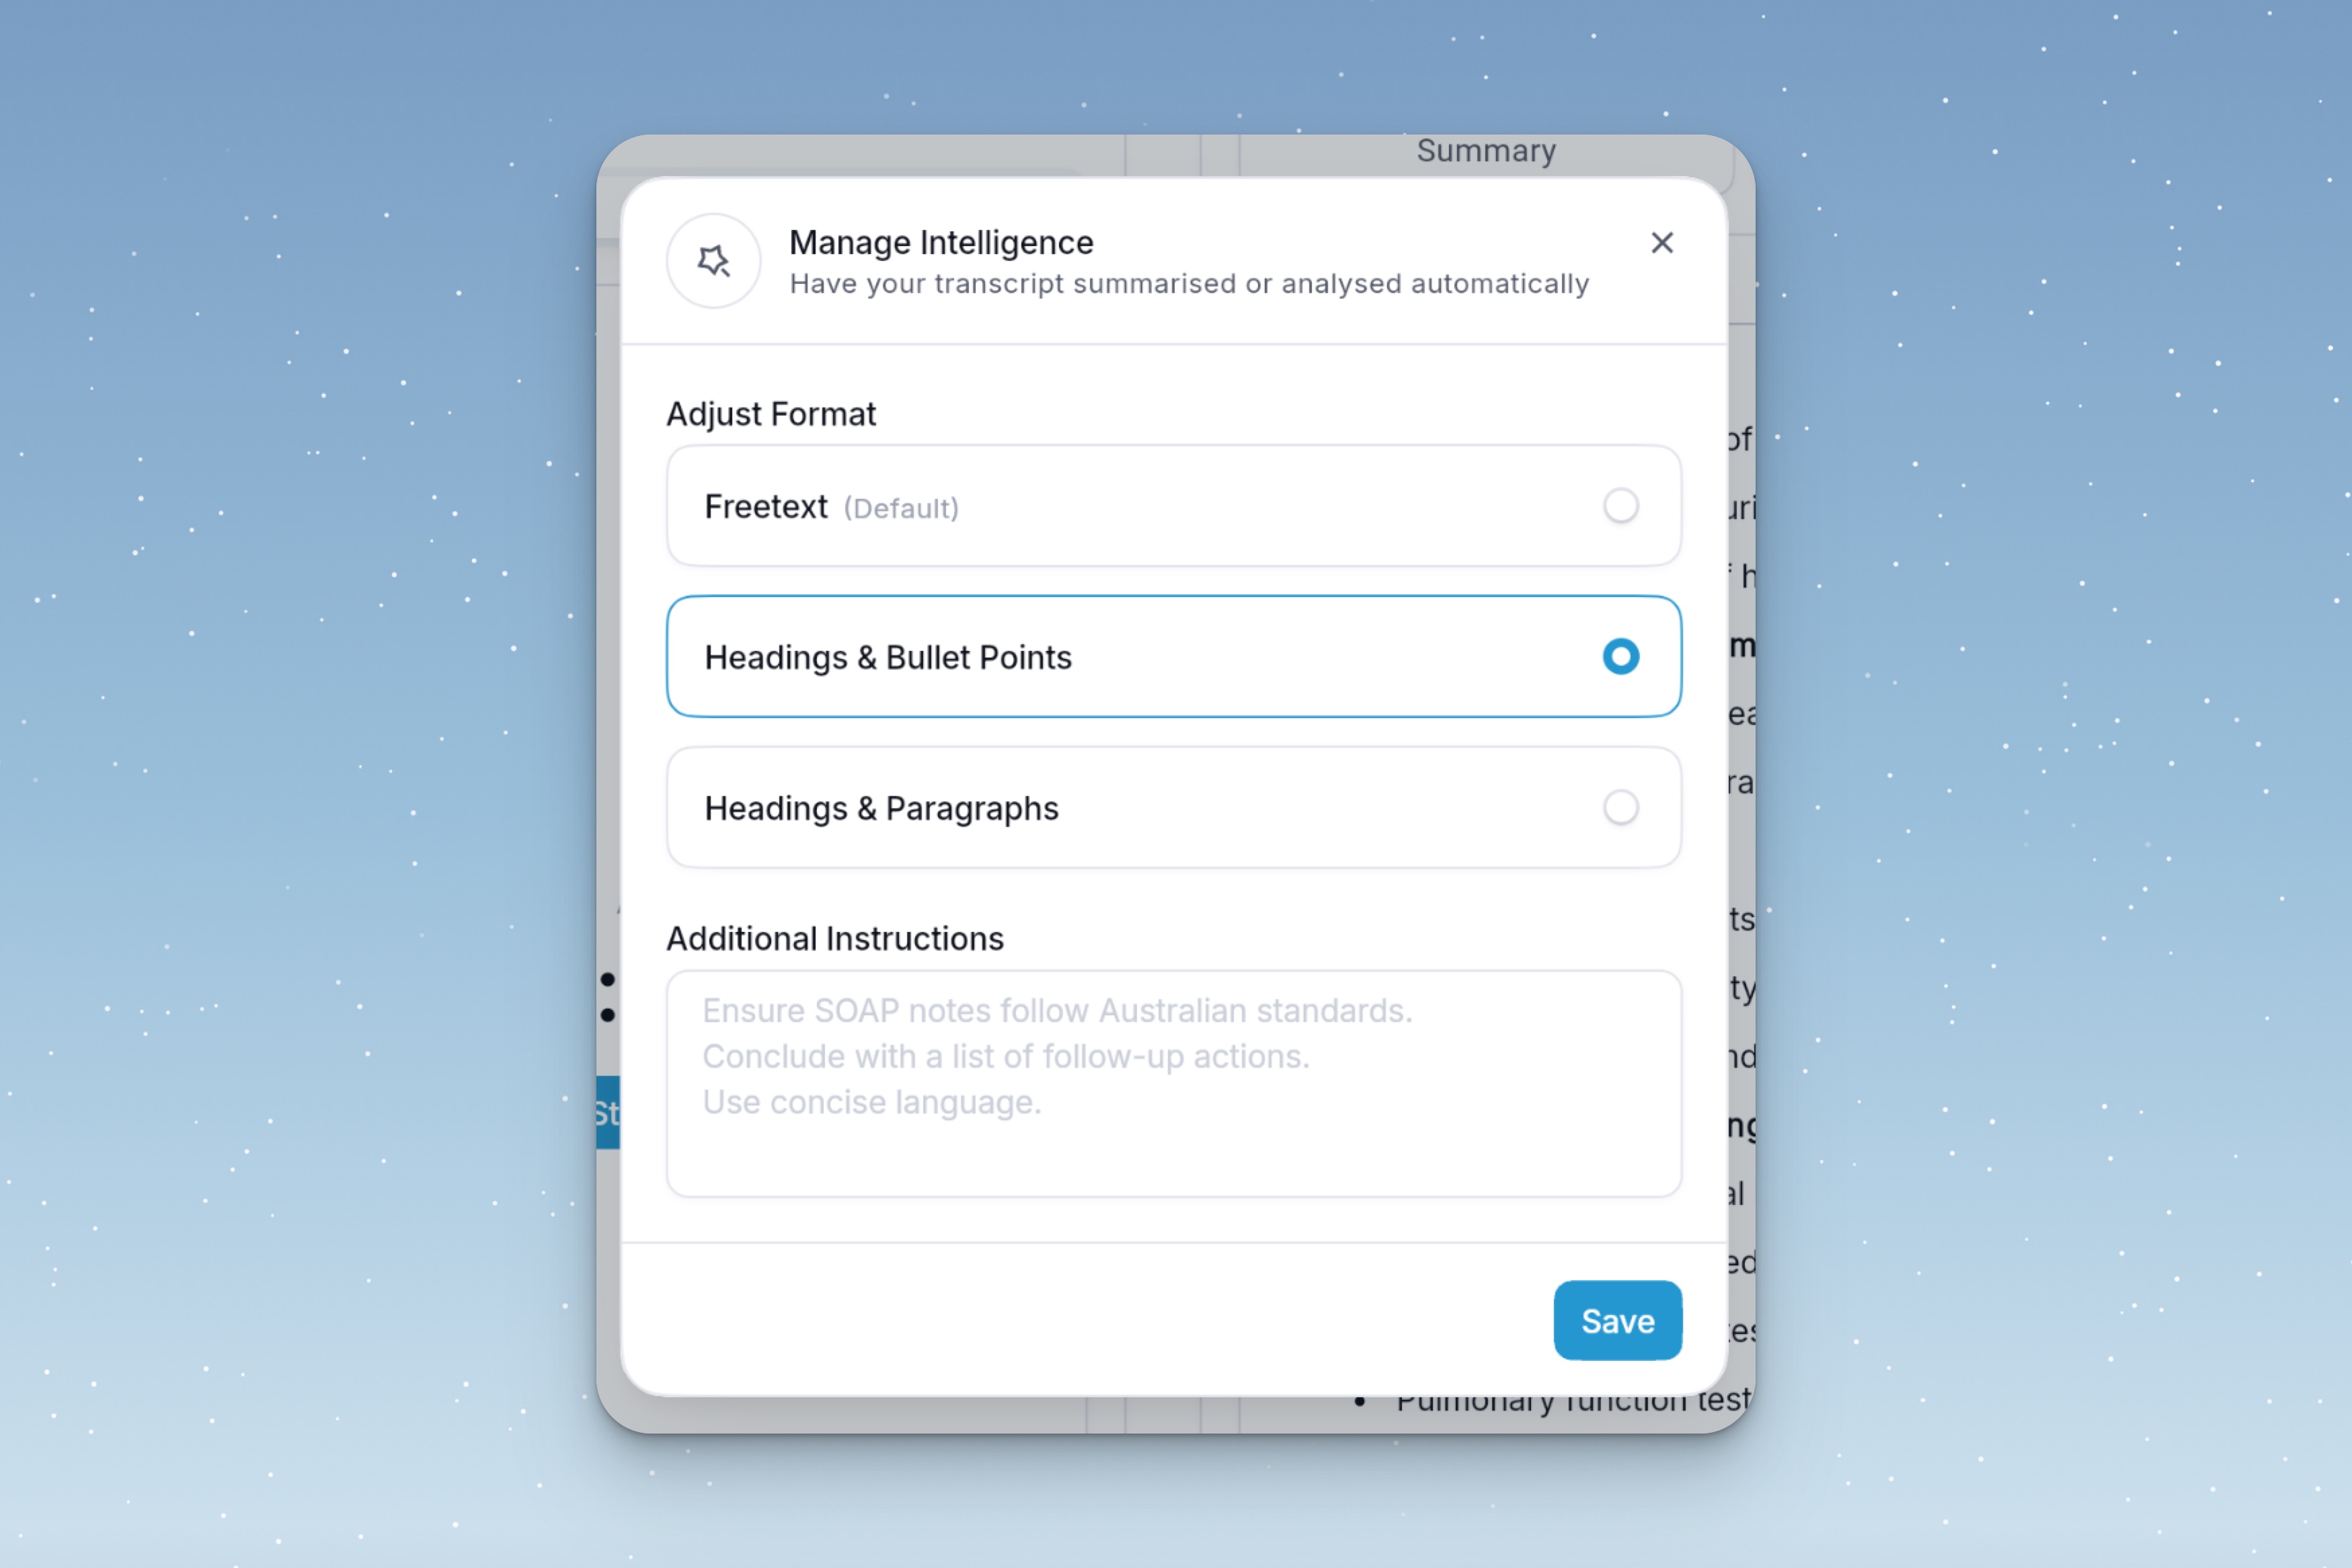 Summary
Manage Intelligence
Have your transcript summarised or analysed automatically
Adjust Format
Freetext (Default)
Headings & Bullet Points
Headings & Paragraphs
Additional Instructions
Ensure SOAP notes follow Australian standards.
Conclude with a list of follow-up actions.
Use concise language.
Save
• Pulmonary function test